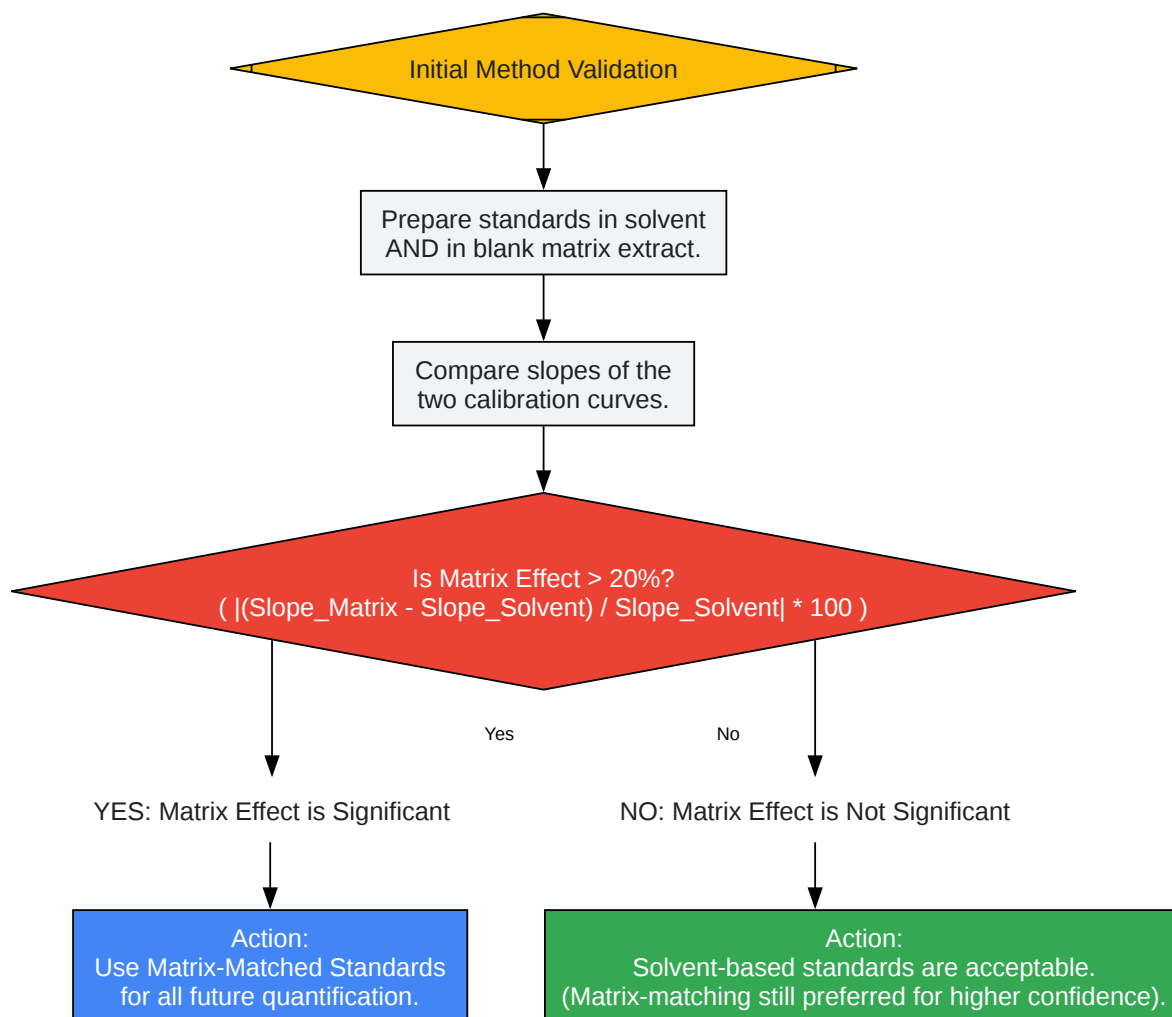 Initial Method Validation
Prepare standards in solvent
AND in blank matrix extract.
Compare slopes of the
two calibration curves.
Is Matrix Effect > 20%?
( |(Slope_Matrix - Slope_Solvent) / Slope_Solvent| * 100 )
Yes
No
YES: Matrix Effect is Significant
NO: Matrix Effect is Not Significant
Action:
Use Matrix-Matched Standards
for all future quantification.
Action:
Solvent-based standards are acceptable.
(Matrix-matching still preferred for higher confidence).